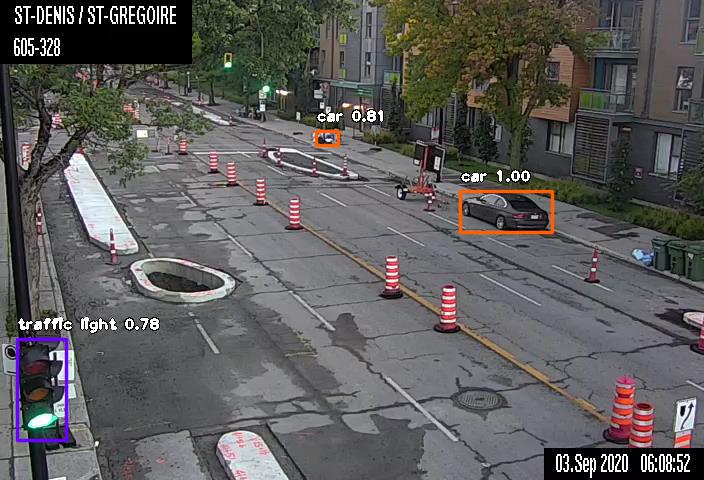 ST-DENIS / ST-GREGOIRE
605-328
car 0.81
car 1.00
traffic light 0.78
03.Sep 2020 06:08:52